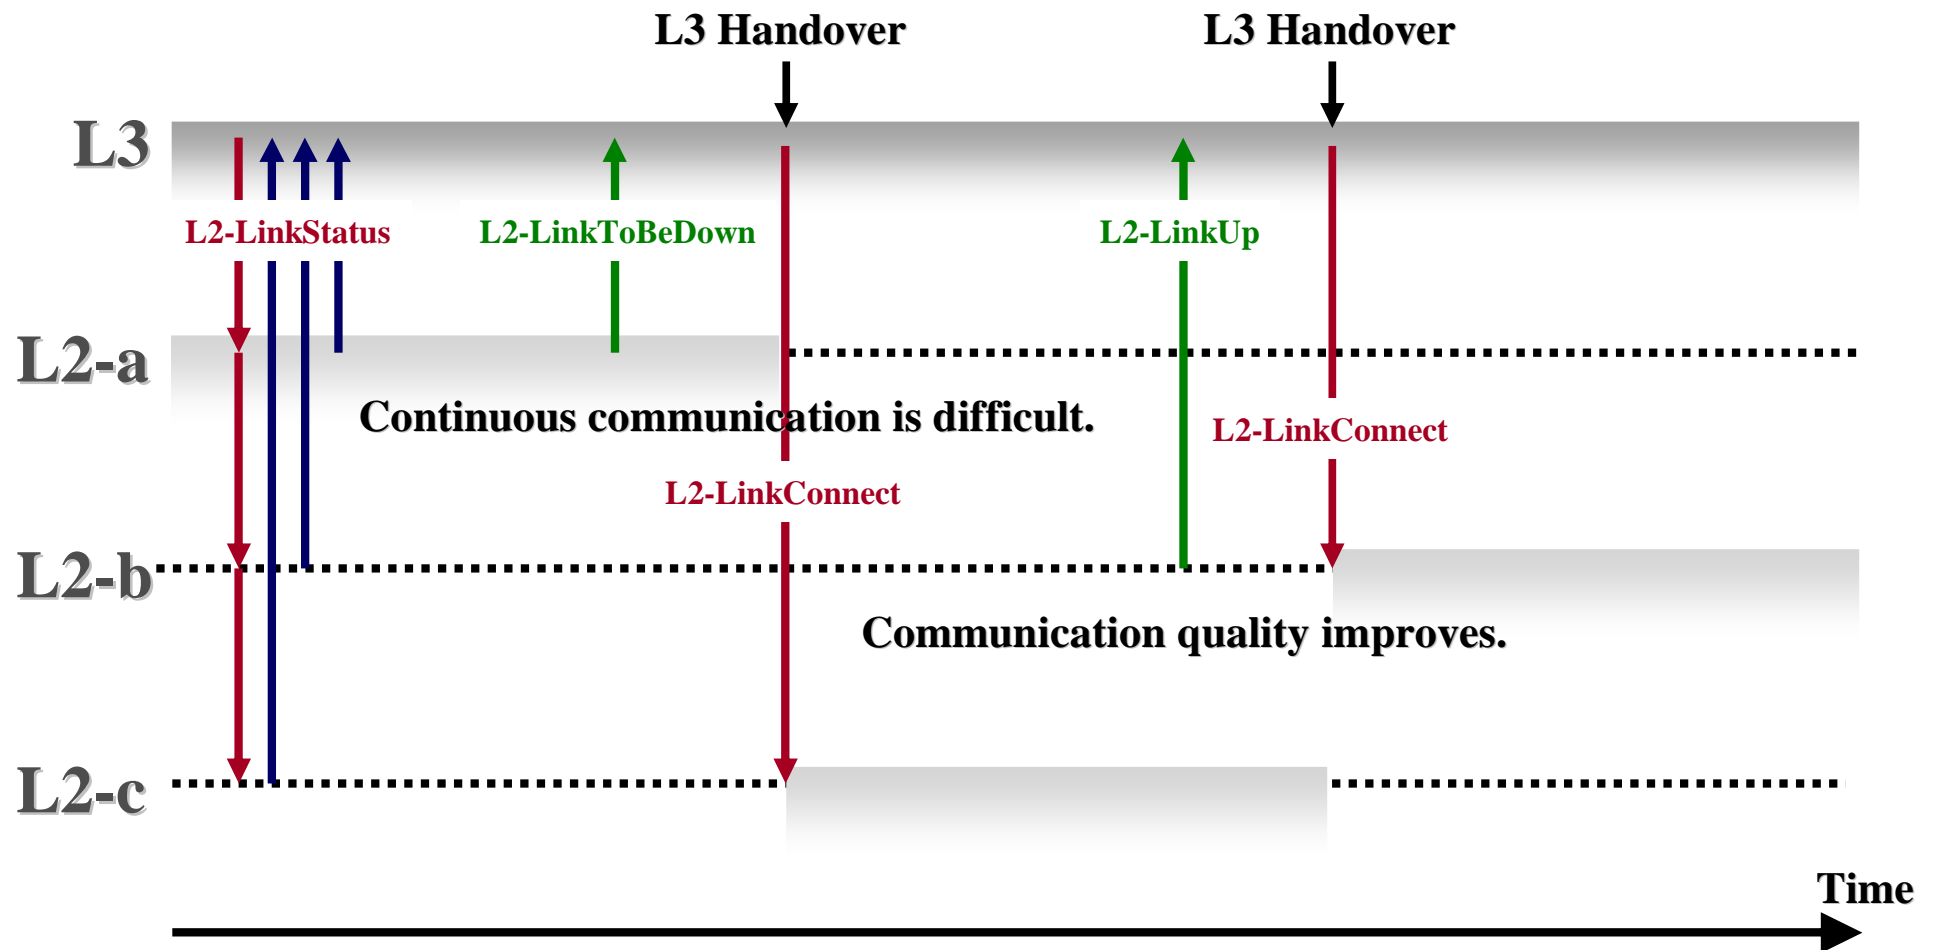 L3 Handover
L3 Handover
L3
L2-LinkStatus
L2-LinkToBeDown
L2-LinkUp
L2-a
Continuous communication is difficult.
L2-LinkConnect
L2-LinkConnect
L2-b
Communication quality improves.
L2-c
Time